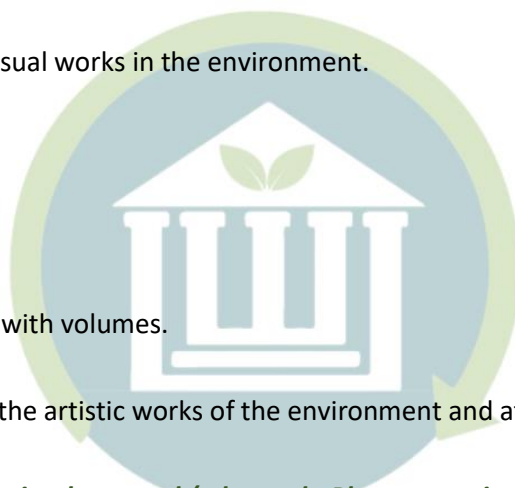 sual works in the environment.
with volumes.
the artistic works of the environment and a